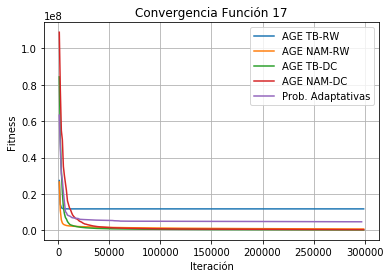 Convergencia Función 17
1e8
AGE TB-RW
AGE NAM-RW
AGE TB-DC
AGE NAM-DC
Prob. Adaptativas
Fitness
1.0
0.8
0.6
0.4
0.2
0.0
0 50000 100000 150000 200000 250000 300000
Iteración